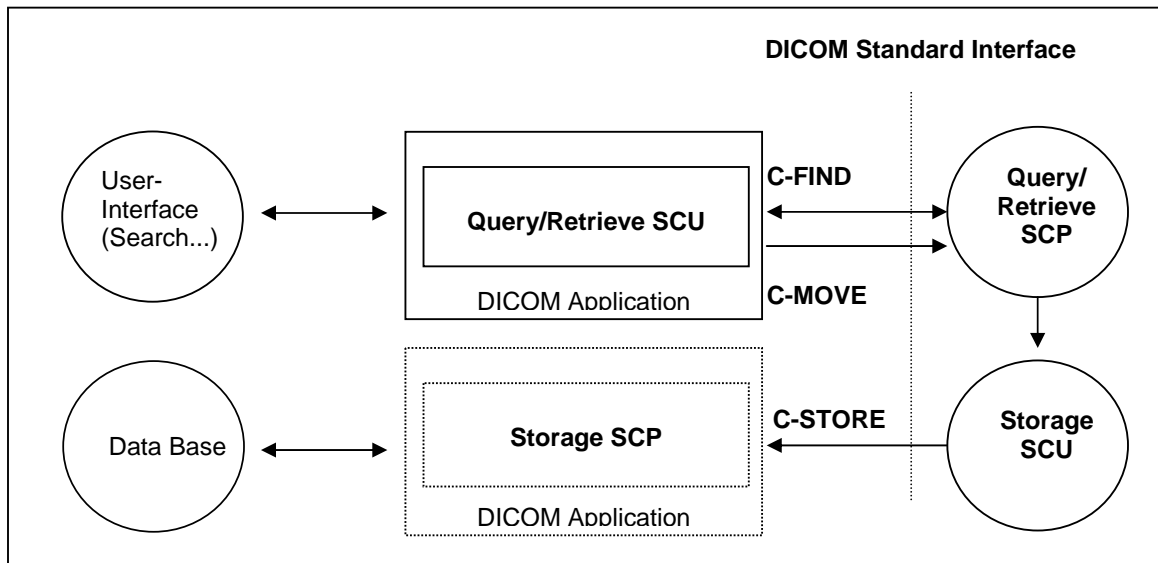 DICOM Standard Interface
User-
Interface
(Search...)
Query/Retrieve SCU
DICOM Application
C-FIND
C-MOVE
Query/
Retrieve
SCP
Data Base
Storage SCP
DICOM Application
C-STORE
Storage
SCU